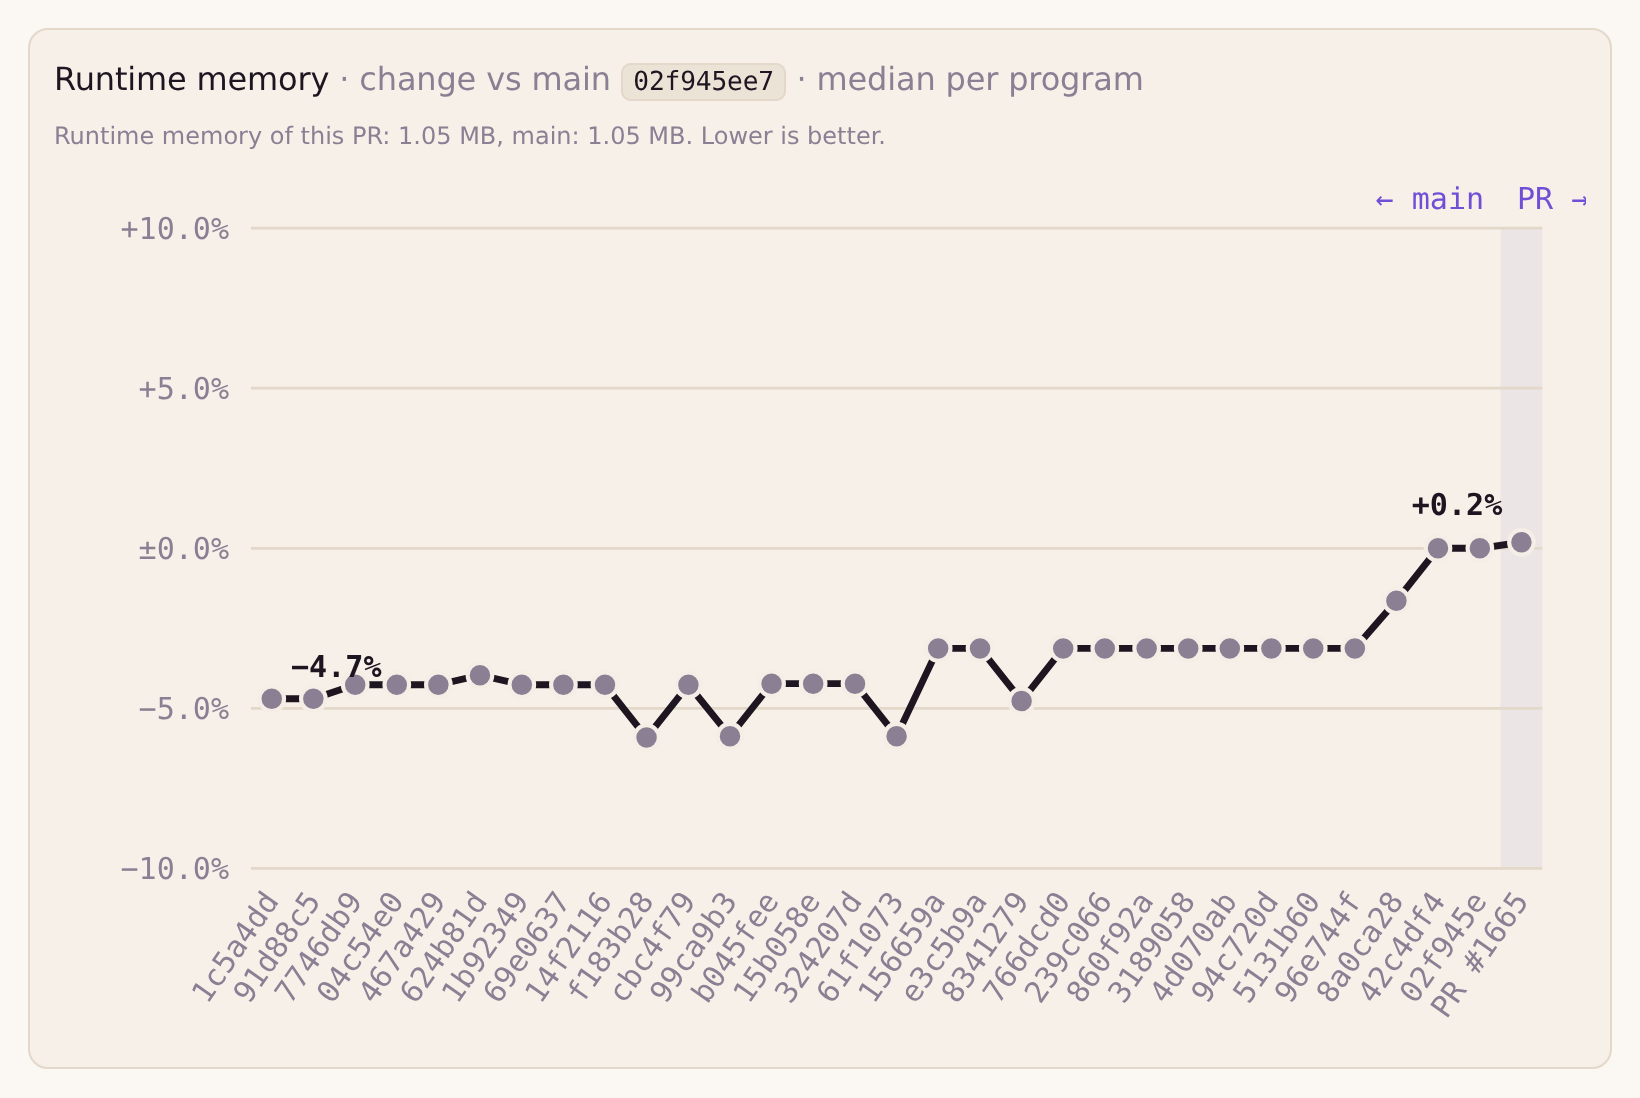 Runtime memory · change vs main 02f945ee7 · median per program
Runtime memory of this PR: 1.05 MB, main: 1.05 MB. Lower is better.
← main PR →
+10.0%
+5.0%
±0.0%
−5.0%
−10.0%
−4.7%
+0.2%
1c5a4dd
91d88c5
7746db9
04c54e0
467a429
624b81d
1b92349
69e0637
14f2116
f183b28
cbc4f79
99ca9b3
b045fee
15b058e
324207d
61f1073
156659a
e3c5b9a
8341279
766dcd0
239c066
860f92a
3189058
4d070ab
94c720d
5131b60
96e744f
8a0ca28
42c4df4
02f945e
PR #1665